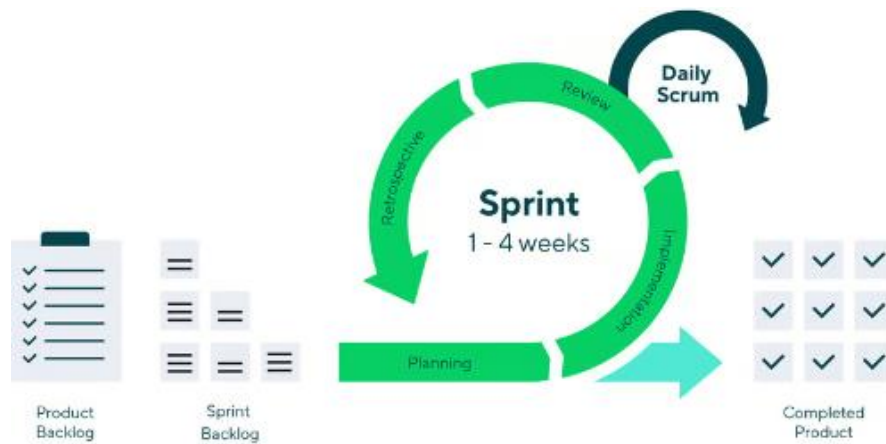 Daily
Scrum
Review
Retrospective
Sprint
1 - 4 weeks
Implementation
Planning
Product
Backlog
Sprint
Backlog
Completed
Product